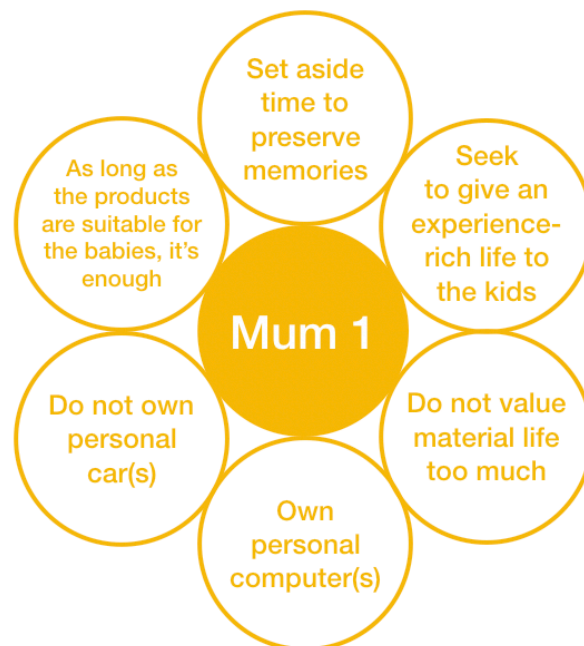 Set aside
time to
preserve
memories
Seek
to give an
experience-
rich life to
the kids
Do not value
material life
too much
Own
personal
computer(s)
Do not own
personal
car(s)
As long as
the products
are suitable for
the babies, it's
enough
Mum 1